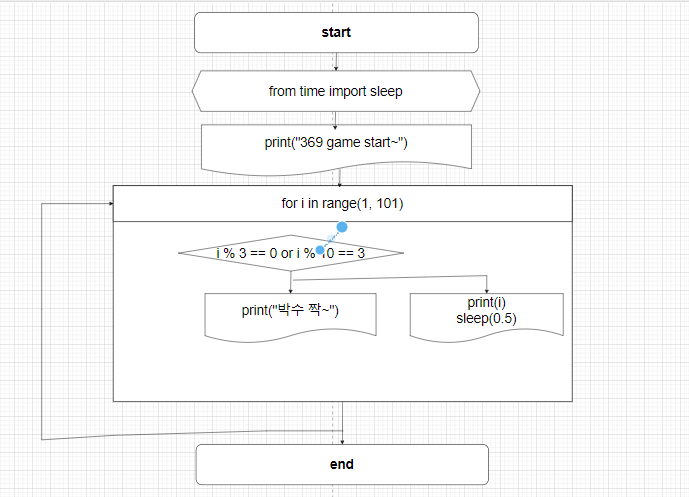 start
from time import sleep
print("369 game start~")
for i in range(1, 101)
i % 3 == 0 or i % 10 == 3
print("박수 짝~")
print(i)
sleep(0.5)
end